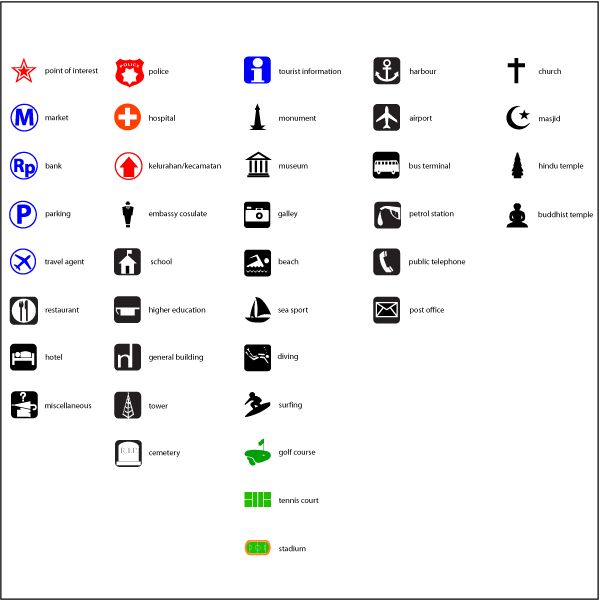 point of interest
M
market
Rp
bank
P
parking
travel agent
restaurant
hotel
?
miscellaneous
POLICE
police
hospital
kelurahan/kecamatan
embassy cosulate
school
higher education
general building
tower
R.I.P.
cemetery
i
tourist information
monument
museum
galley
beach
sea sport
diving
surfing
golf course
tennis court
stadium
harbour
airport
bus terminal
petrol station
public telephone
post office
church
masjid
hindu temple
buddhist temple